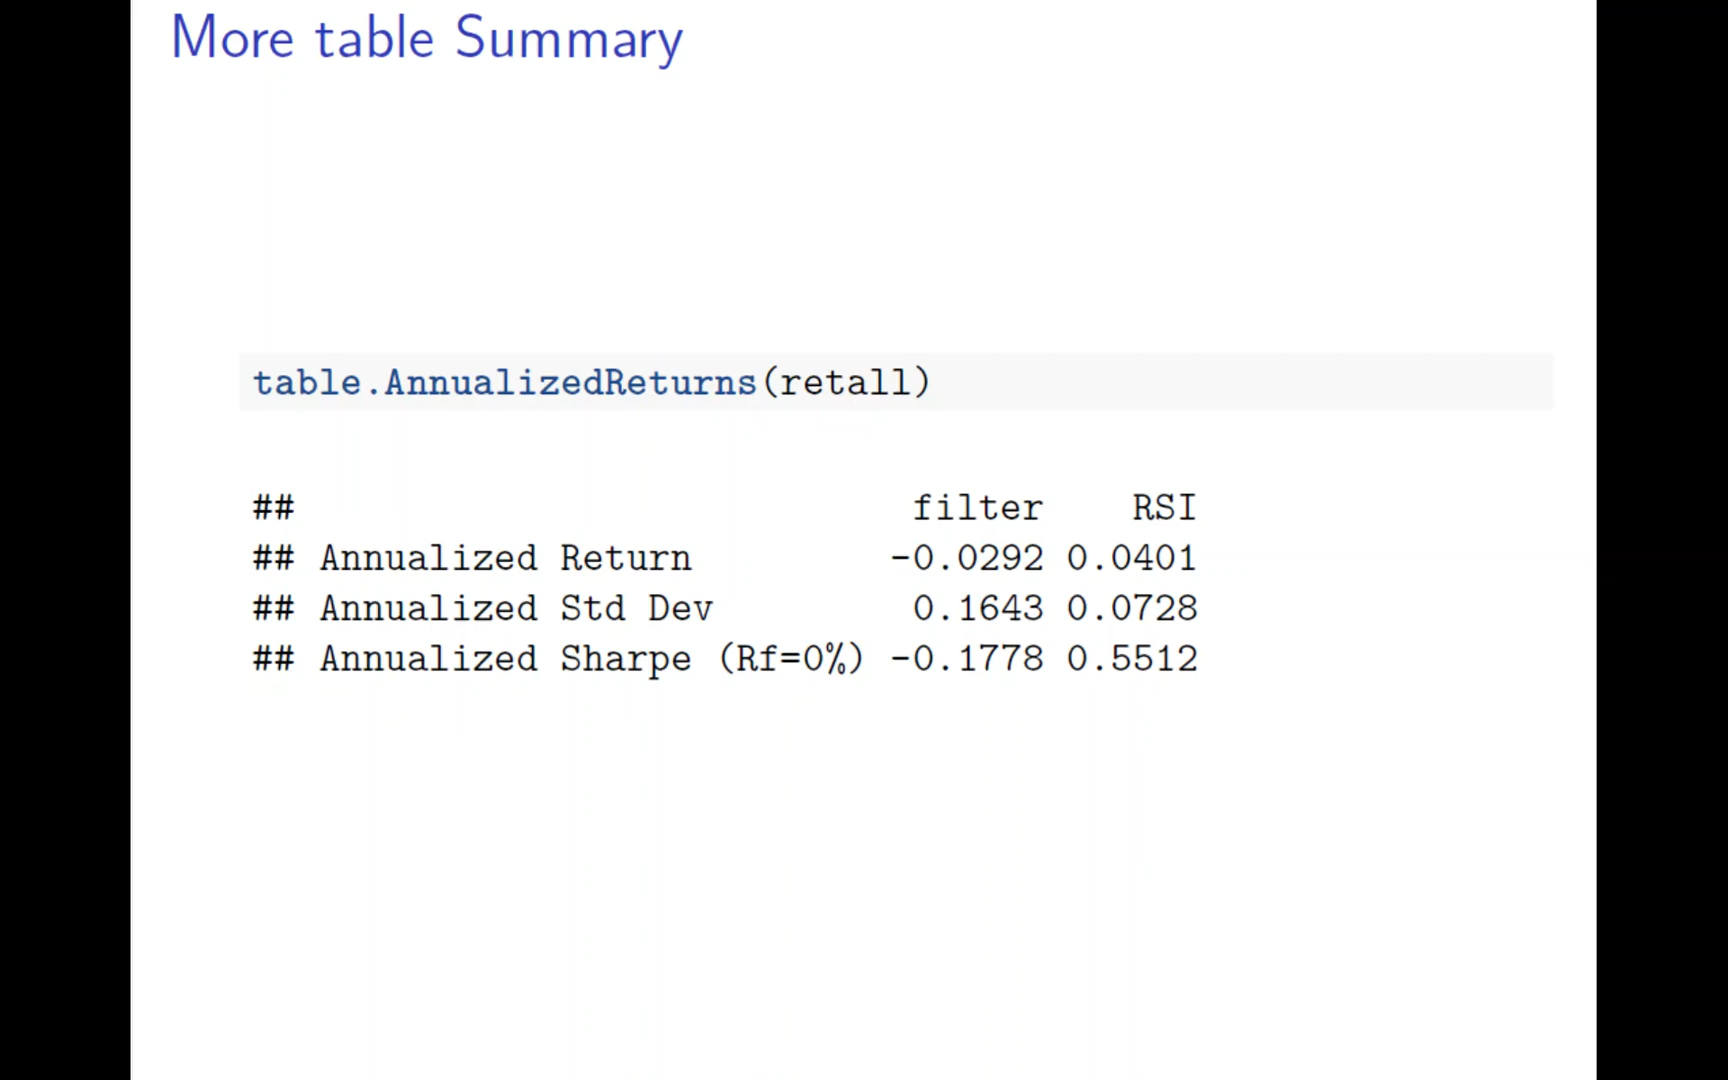 More table Summary
table.AnnualizedReturns(retall)
## filter RSI
## Annualized Return -0.0292 0.0401
## Annualized Std Dev 0.1643 0.0728
## Annualized Sharpe (Rf=0%) -0.1778 0.5512